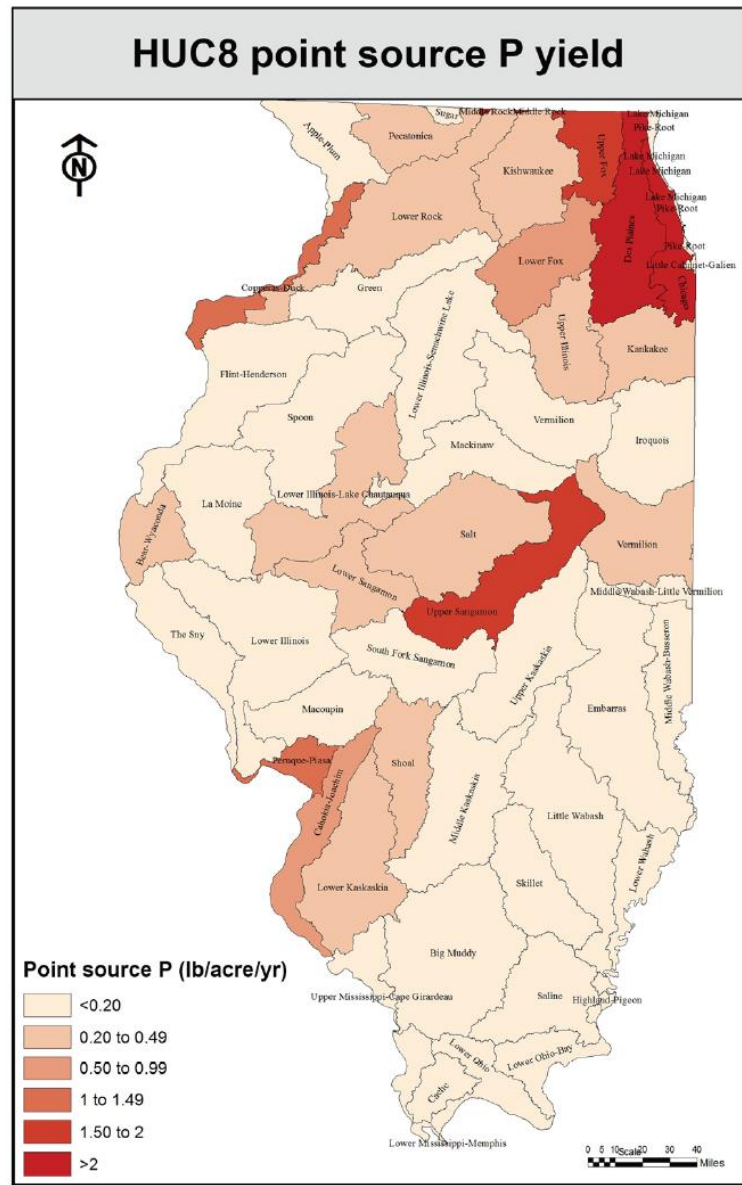 HUC8 point source P yield
N
Apple-Plum
Pecatonica
Sugar
Middle Rock
Middle Rock
Kishwaukee
Upper Fox
Lake Michigan
Pike-Root
Lake Michigan
Lake Michigan
Lake Michigan
Pike-Root
Des Plaines
Pike-Root
Little Calumet-Galien
Chicago
Lower Rock
Copperas-Duck
Green
Lower Fox
Upper Illinois
Kankakee
Lower Illinois-Senachwine Lake
Flint-Henderson
Spoon
Vermilion
Iroquois
Mackinaw
La Moine
Lower Illinois-Lake Chautauqua
Bear-Wyaconda
Salt
Vermilion
Lower Sangamon
Upper Sangamon
Middle Wabash-Little Vermilion
The Sny
Lower Illinois
South Fork Sangamon
Upper Kaskaskia
Embarras
Middle Wabash-Busseron
Macoupin
Peruque-Piasa
Cahokia-Joachim
Shoal
Middle Kaskaskia
Little Wabash
Lower Wabash
Lower Kaskaskia
Skillet
Big Muddy
Upper Mississippi-Cape Girardeau
Saline
Highland-Pigeon
Lower Ohio
Lower Ohio-Bay
Cache
Lower Mississippi-Memphis
Point source P (lb/acre/yr)
<0.20
0.20 to 0.49
0.50 to 0.99
1 to 1.49
1.50 to 2
>2
Scale
0 5 10 20 30 40
Miles